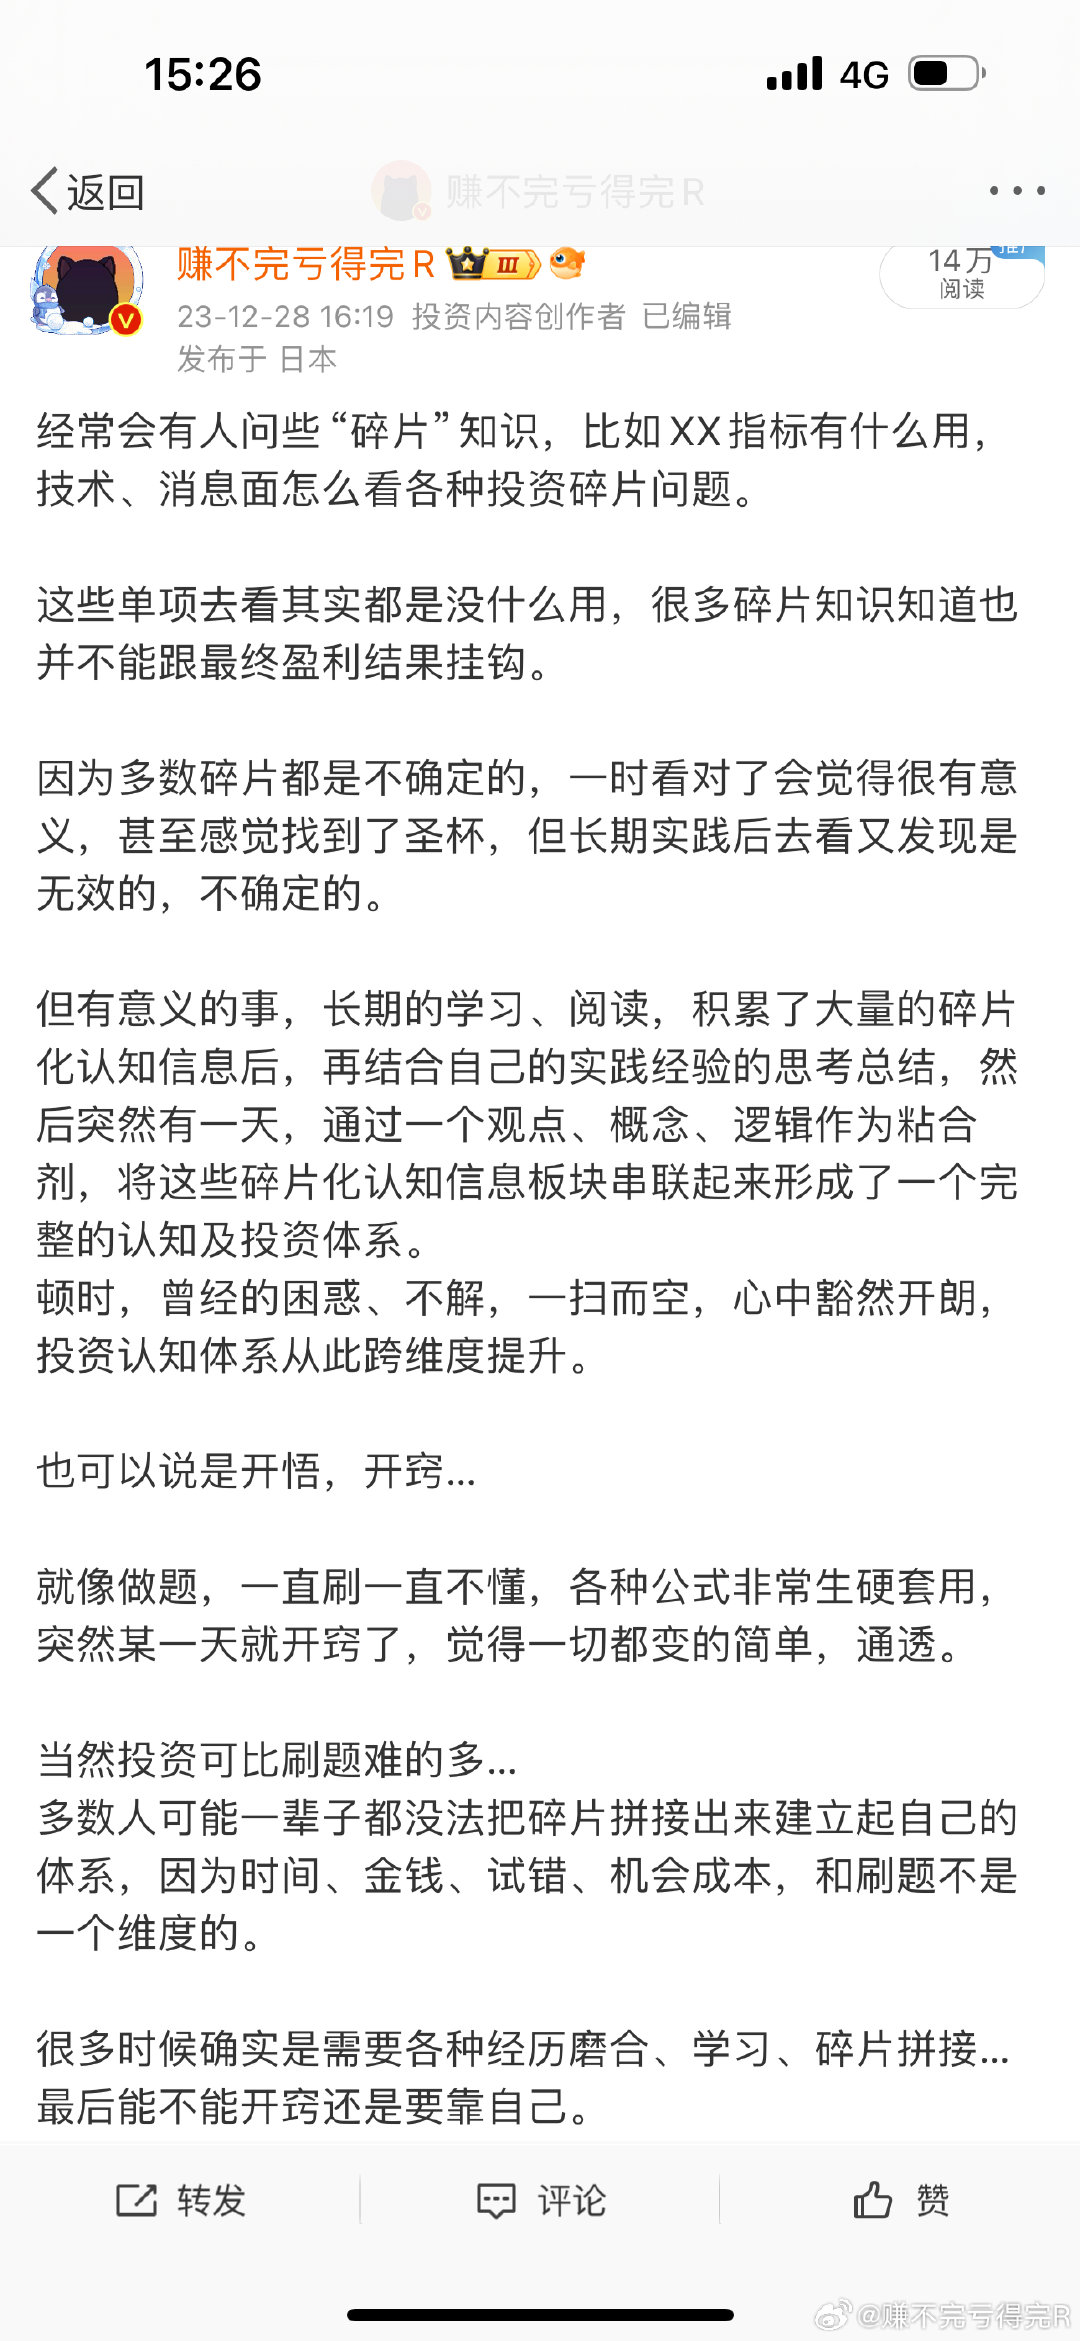 15:26
4G
返回
赚不完亏得完R
赚不完亏得完R III
14万
推广
阅读
23-12-28 16:19 投资内容创作者 已编辑
发布于 日本
经常会有人问些“碎片”知识，比如XX指标有什么用，
技术、消息面怎么看各种投资碎片问题。
这些单项去看其实都是没什么用，很多碎片知识知道也
并不能跟最终盈利结果挂钩。
因为多数碎片都是不确定的，一时看对了会觉得很有意
义，甚至感觉找到了圣杯，但长期实践后去看又发现是
无效的，不确定的。
但有意义的事，长期的学习、阅读，积累了大量的碎片
化认知信息后，再结合自己的实践经验的思考总结，然
后突然有一天，通过一个观点、概念、逻辑作为粘合
剂，将这些碎片化认知信息板块串联起来形成了一个完
整的认知及投资体系。
顿时，曾经的困惑、不解，一扫而空，心中豁然开朗，
投资认知体系从此跨维度提升。
也可以说是开悟，开窍...
就像做题，一直刷一直不懂，各种公式非常生硬套用，
突然某一天就开窍了，觉得一切都变的简单，通透。
当然投资可比刷题难的多...
多数人可能一辈子都没法把碎片拼接出来建立起自己的
体系，因为时间、金钱、试错、机会成本，和刷题不是
一个维度的。
很多时候确实是需要各种经历磨合、学习、碎片拼接...
最后能不能开窍还是要靠自己。
转发
评论
赞
@赚不完亏得完R